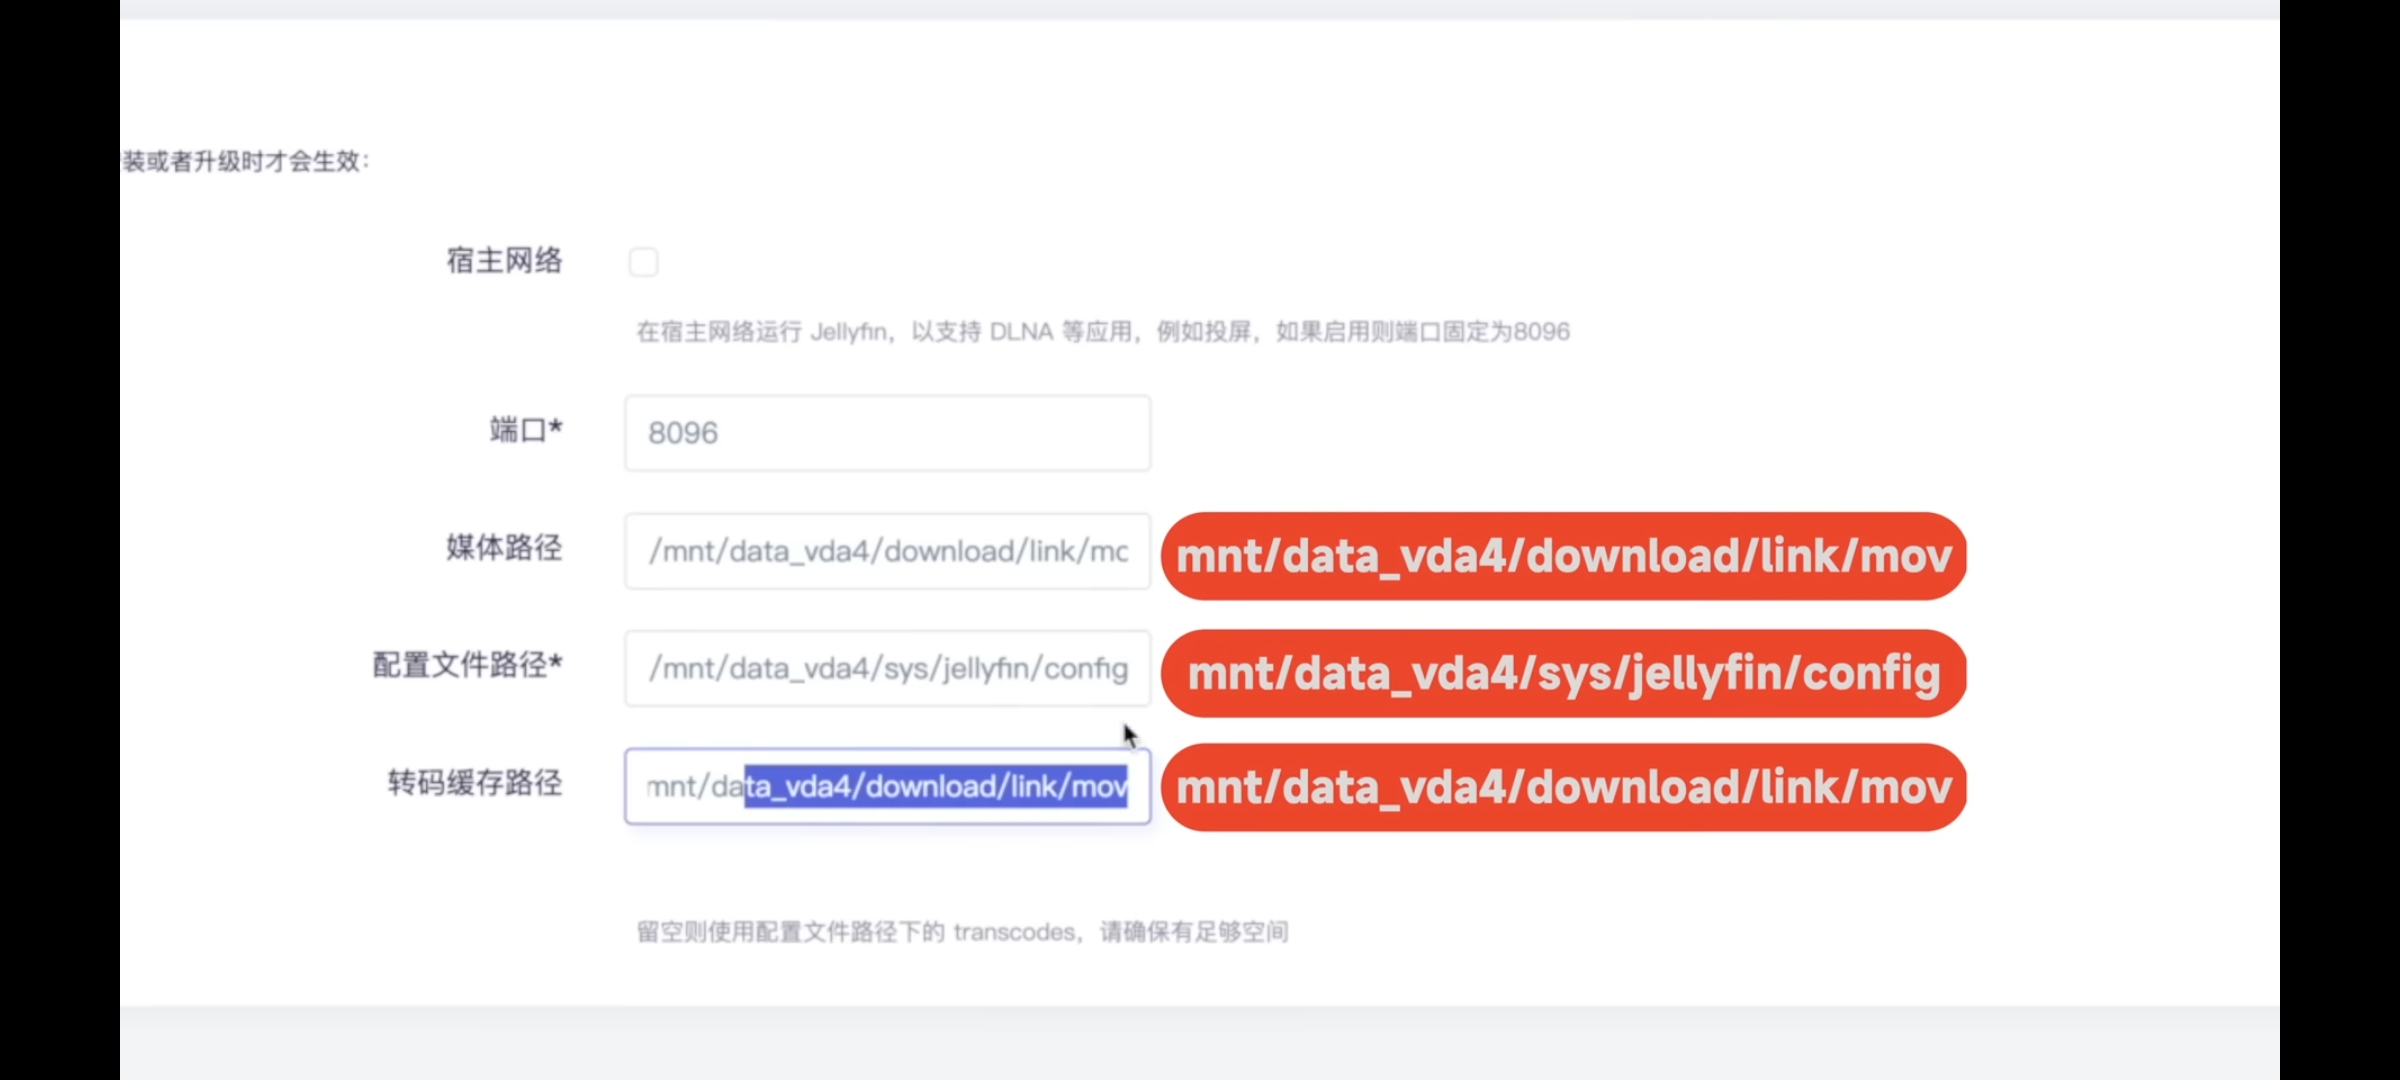 装或者升级时才会生效：
宿主网络
在宿主网络运行 Jellyfin，以支持 DLNA 等应用，例如投屏，如果启用则端口固定为8096
端口* 8096
媒体路径 /mnt/data_vda4/download/link/mc mnt/data_vda4/download/link/mov
配置文件路径* /mnt/data_vda4/sys/jellyfin/config mnt/data_vda4/sys/jellyfin/config
转码缓存路径 mnt/data_vda4/download/link/mov mnt/data_vda4/download/link/mov
留空则使用配置文件路径下的 transcodes，请确保有足够空间